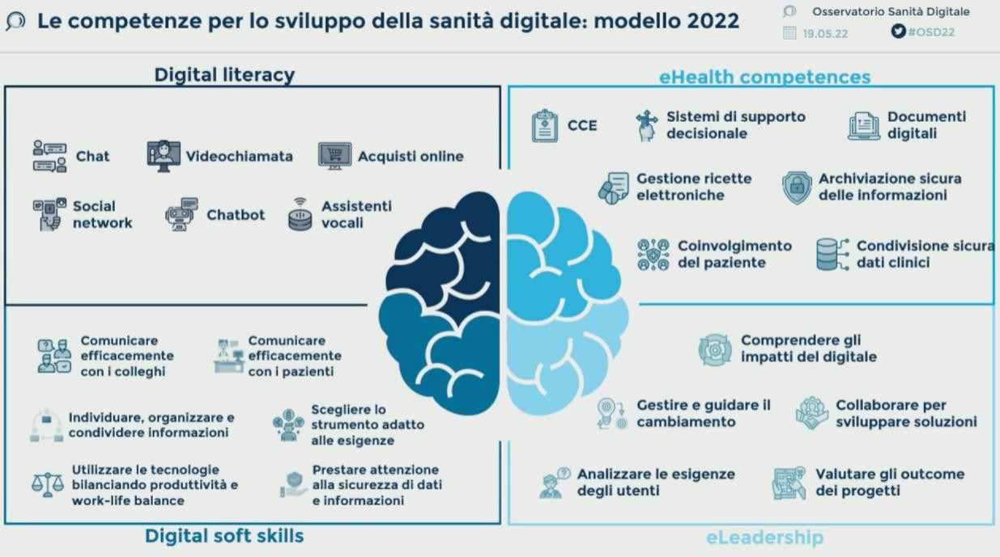 Le competenze per lo sviluppo della sanità digitale: modello 2022
Osservatorio Sanità Digitale
19.05.22
#OSD22
Digital literacy
Chat
Videochiamata
Acquisti online
Social
network
Chatbot
Assistenti
vocali
eHealth competences
CCE
Sistemi di supporto
decisionale
Documenti
digitali
Gestione ricette
elettroniche
Archiviazione sicura
delle informazioni
Coinvolgimento
del paziente
Condivisione sicura
dati clinici
Comunicare
efficacemente
con i colleghi
Comunicare
efficacemente
con i pazienti
Individuare, organizzare e
condividere informazioni
Scegliere lo
strumento adatto
alle esigenze
Utilizzare le tecnologie
bilanciando produttività e
work-life balance
Prestare attenzione
alla sicurezza di dati
e informazioni
Digital soft skills
Comprendere gli
impatti del digitale
Gestire e guidare il
cambiamento
Collaborare per
sviluppare soluzioni
Analizzare le esigenze
degli utenti
Valutare gli outcome
dei progetti
eLeadership